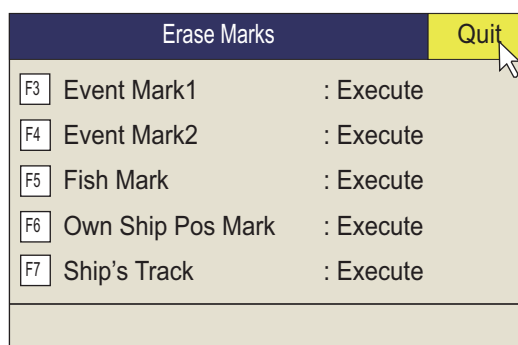 Erase Marks Quit
F3 Event Mark1 : Execute
F4 Event Mark2 : Execute
F5 Fish Mark : Execute
F6 Own Ship Pos Mark : Execute
F7 Ship's Track : Execute